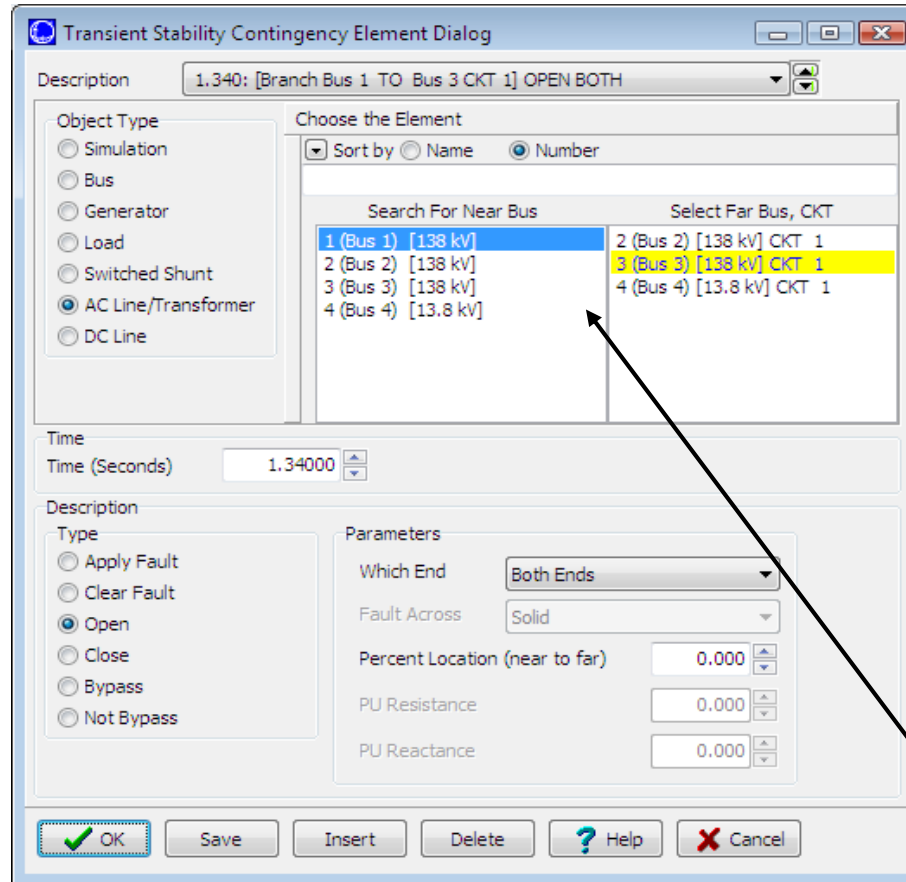 Transient Stability Contingency Element Dialog
Description 1.340: [Branch Bus 1 TO Bus 3 CKT 1] OPEN BOTH
Object Type
Simulation
Bus
Generator
Load
Switched Shunt
AC Line/Transformer
DC Line
Choose the Element
Sort by Name Number
Search For Near Bus
1 (Bus 1) [138 kV]
2 (Bus 2) [138 kV]
3 (Bus 3) [138 kV]
4 (Bus 4) [13.8 kV]
Select Far Bus, CKT
2 (Bus 2) [138 kV] CKT 1
3 (Bus 3) [138 kV] CKT 1
4 (Bus 4) [13.8 kV] CKT 1
Time
Time (Seconds) 1.34000
Description
Type
Apply Fault
Clear Fault
Open
Close
Bypass
Not Bypass
Parameters
Which End Both Ends
Fault Across Solid
Percent Location (near to far) 0.000
PU Resistance 0.000
PU Reactance 0.000
OK Save Insert Delete Help Cancel